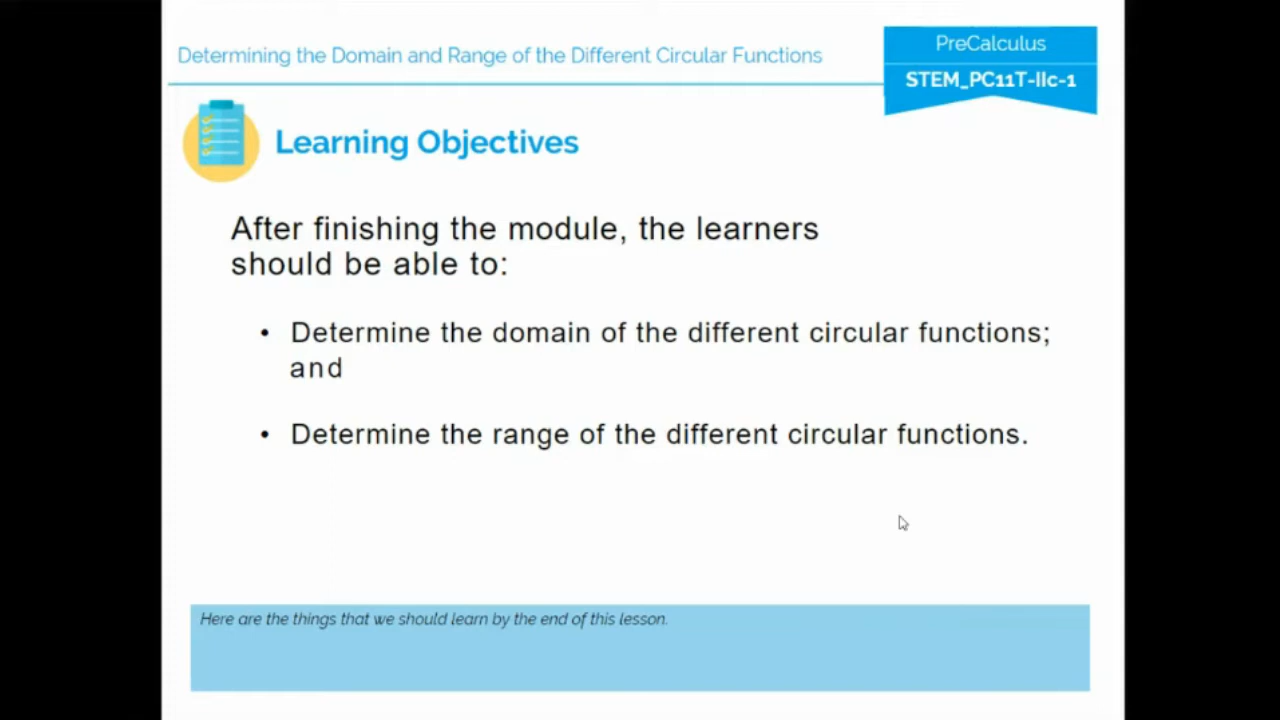 Determining the Domain and Range of the Different Circular Functions
PreCalculus
STEM_PC11T-IIc-1
Learning Objectives
After finishing the module, the learners
should be able to:
• Determine the domain of the different circular functions;
and
• Determine the range of the different circular functions.
Here are the things that we should learn by the end of this lesson.